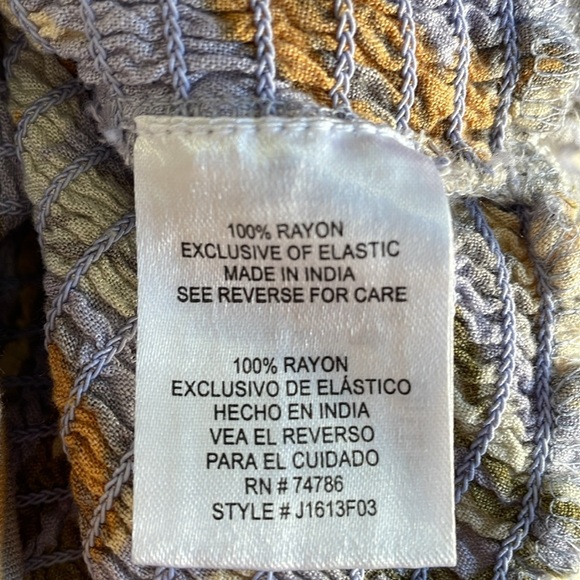 100% RAYON
EXCLUSIVE OF ELASTIC
MADE IN INDIA
SEE REVERSE FOR CARE
100% RAYON
EXCLUSIVO DE ELÁSTICO
HECHO EN INDIA
VEA EL REVERSO
PARA EL CUIDADO
RN # 74786
STYLE # J1613F03